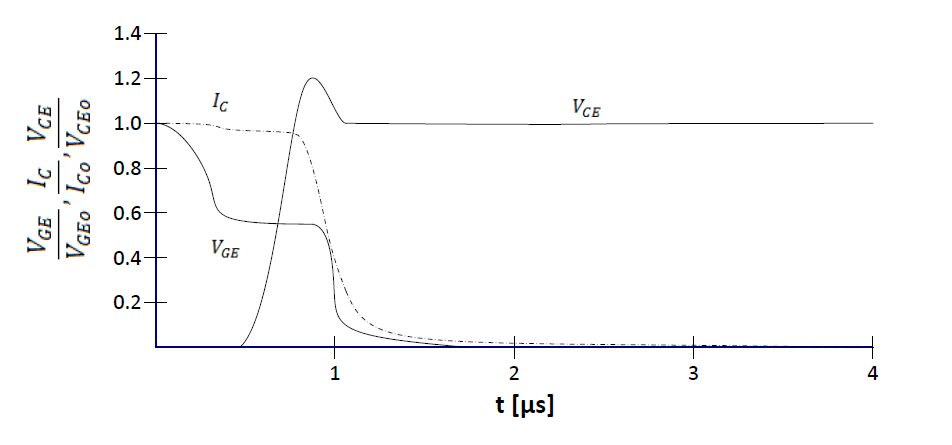 1.4
1.2
1.0
0.8
0.6
0.4
0.2
V_GE/V_GEo, I_C/I_Co, V_CE/V_CEo
I_C
V_CE
V_GE
1 2 3 4
t [µs]